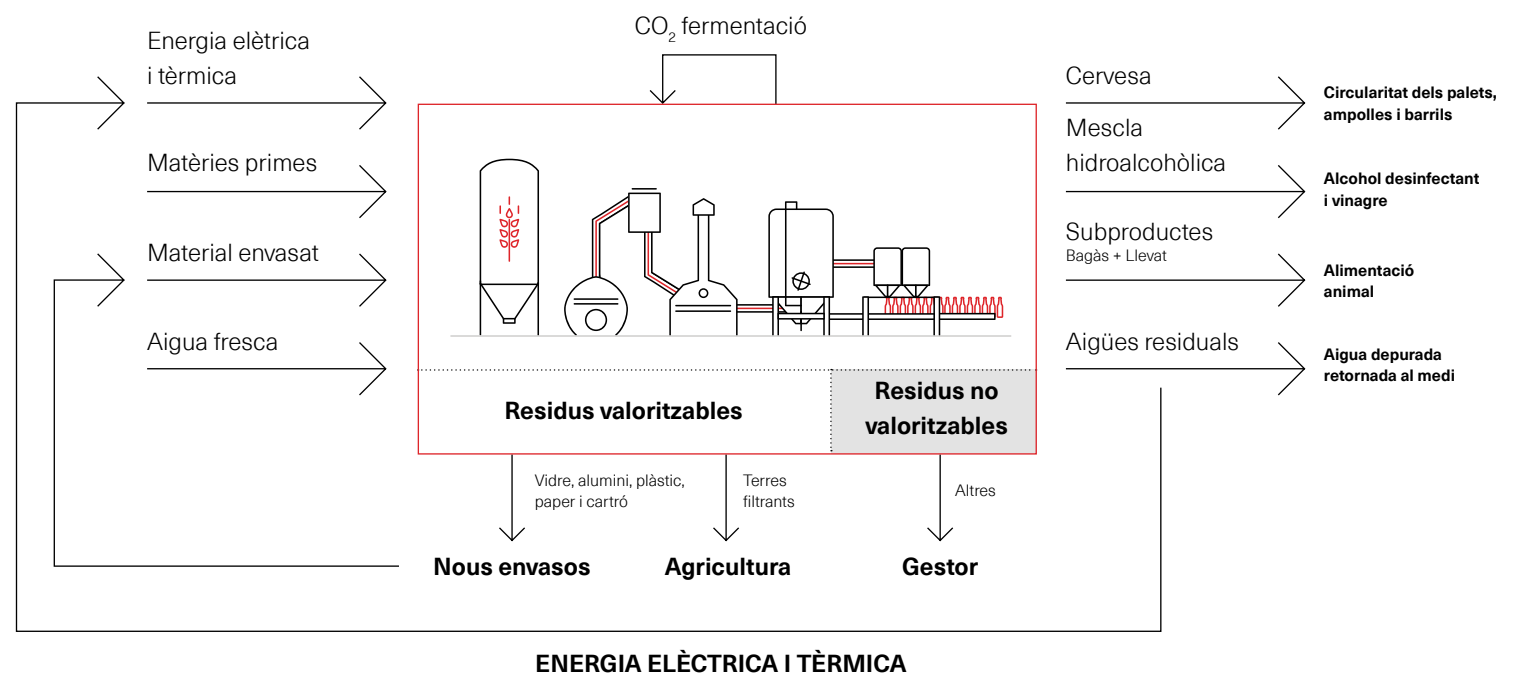 CO₂ fermentació
Energia elètrica
i tèrmica
Matèries primes
Material envasat
Aigua fresca
Cervesa
Circularitat dels palets,
ampolles i barrils
Mescla
hidroalcohòlica
Alcohol desinfectant
i vinagre
Subproductes
Bagàs + Llevat
Alimentació
animal
Aigües residuals
Aigua depurada
retornada al medi
Residus valoritzables
Residus no
valoritzables
Vidre, alumini, plàstic,
paper i cartró
Terres
filtrants
Altres
Nous envasos
Agricultura
Gestor
ENERGIA ELÈCTRICA I TÈRMICA